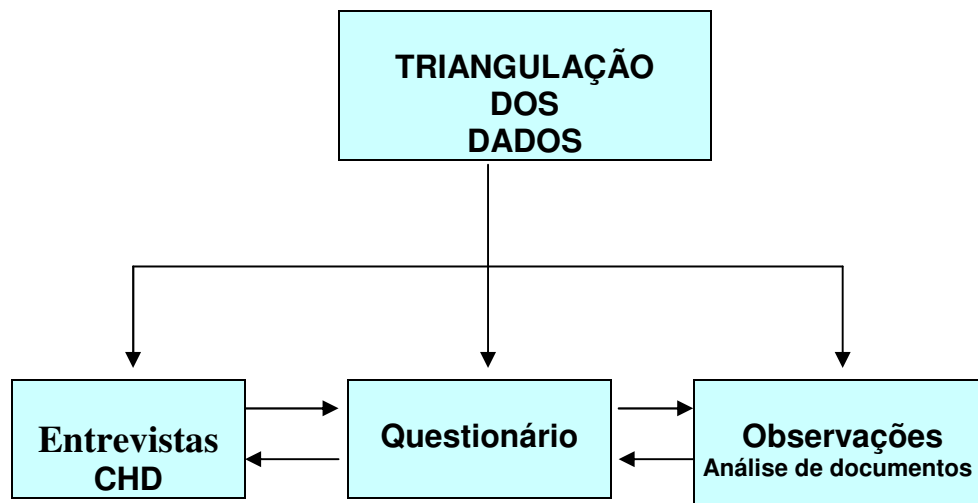 TRIANGULAÇÃO
DOS
DADOS
Entrevistas
CHD
Questionário
Observações
Análise de documentos